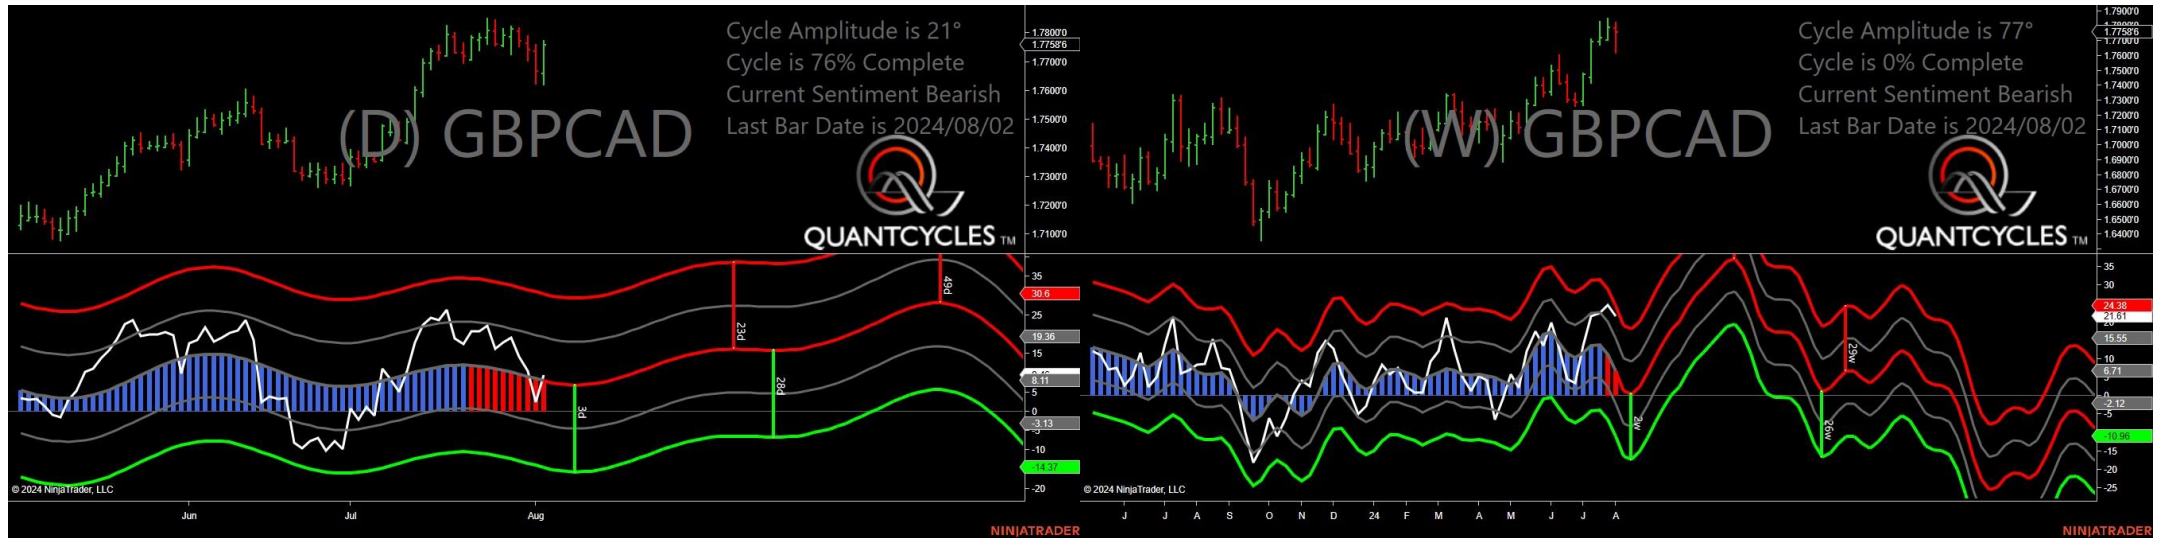 Cycle Amplitude is 21°
Cycle is 76% Complete
Current Sentiment Bearish
Last Bar Date is 2024/08/02
(D) GBPCAD
QUANTCYCLES TM
1.7800'0
1.7758'6
1.7700'0
1.7600'0
1.7500'0
1.7400'0
1.7300'0
1.7200'0
1.7100'0
23d
49d
28d
3d
35
30.6
25
19.36
15
8.11
5
0
-3.13
-5
-10
-14.37
-20
© 2024 NinjaTrader, LLC
Jun
Jul
Aug
NINJATRADER
Cycle Amplitude is 77°
Cycle is 0% Complete
Current Sentiment Bearish
Last Bar Date is 2024/08/02
(W) GBPCAD
QUANTCYCLES TM
1.7900'0
1.7758'6
1.7700'0
1.7600'0
1.7500'0
1.7400'0
1.7300'0
1.7200'0
1.7100'0
1.7000'0
1.6900'0
1.6800'0
1.6700'0
1.6600'0
1.6500'0
1.6400'0
2w
26w
29w
35
30
24.38
21.61
20
15.55
10
6.71
-2.12
-5
-10.96
-15
-20
-25
© 2024 NinjaTrader, LLC
J
J
A
S
O
N
D
24
F
M
A
M
J
J
A
NINJATRADER